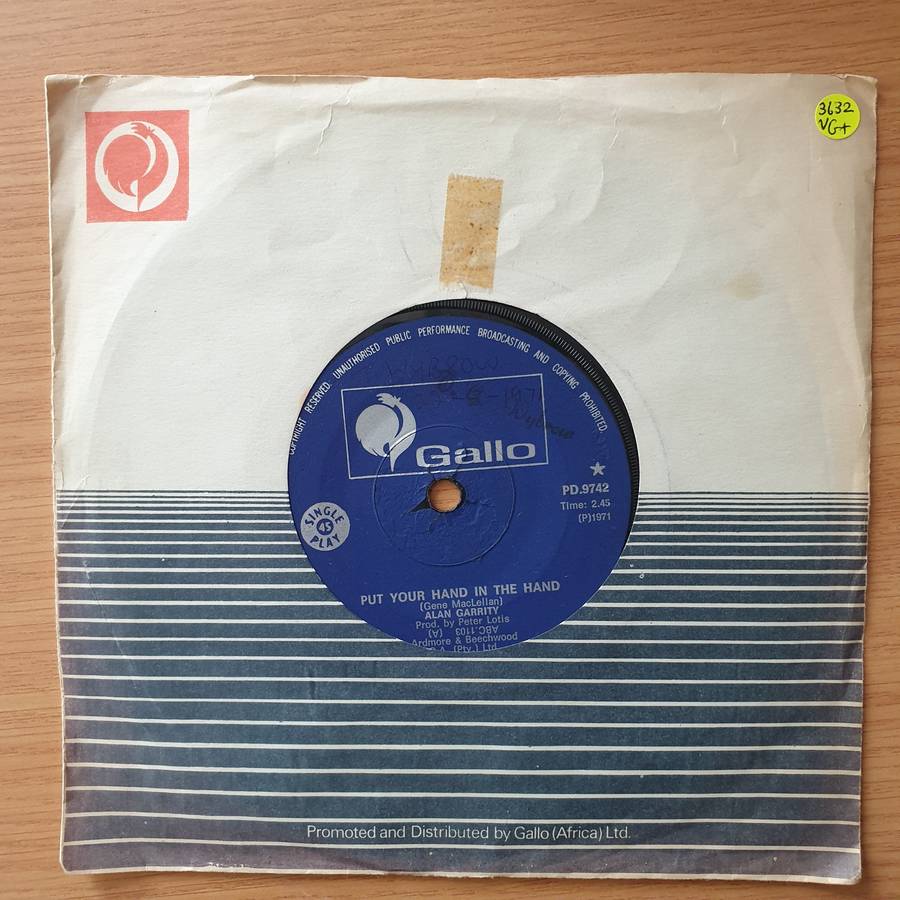 3632
VG+
COPYRIGHT RESERVED. UNAUTHORISED PUBLIC PERFORMANCE BROADCASTING AND COPYING PROHIBITED.
Gallo
PD.9742
Time: 2.45
(P)1971
SINGLE
45
PLAY
PUT YOUR HAND IN THE HAND
(Gene MacLellan)
ALAN GARRITY
Prod. by Peter Lotis
(A) ABC.1103
Ardmore & Beechwood
S.A. (Pty.) Ltd.
Promoted and Distributed by Gallo (Africa) Ltd.